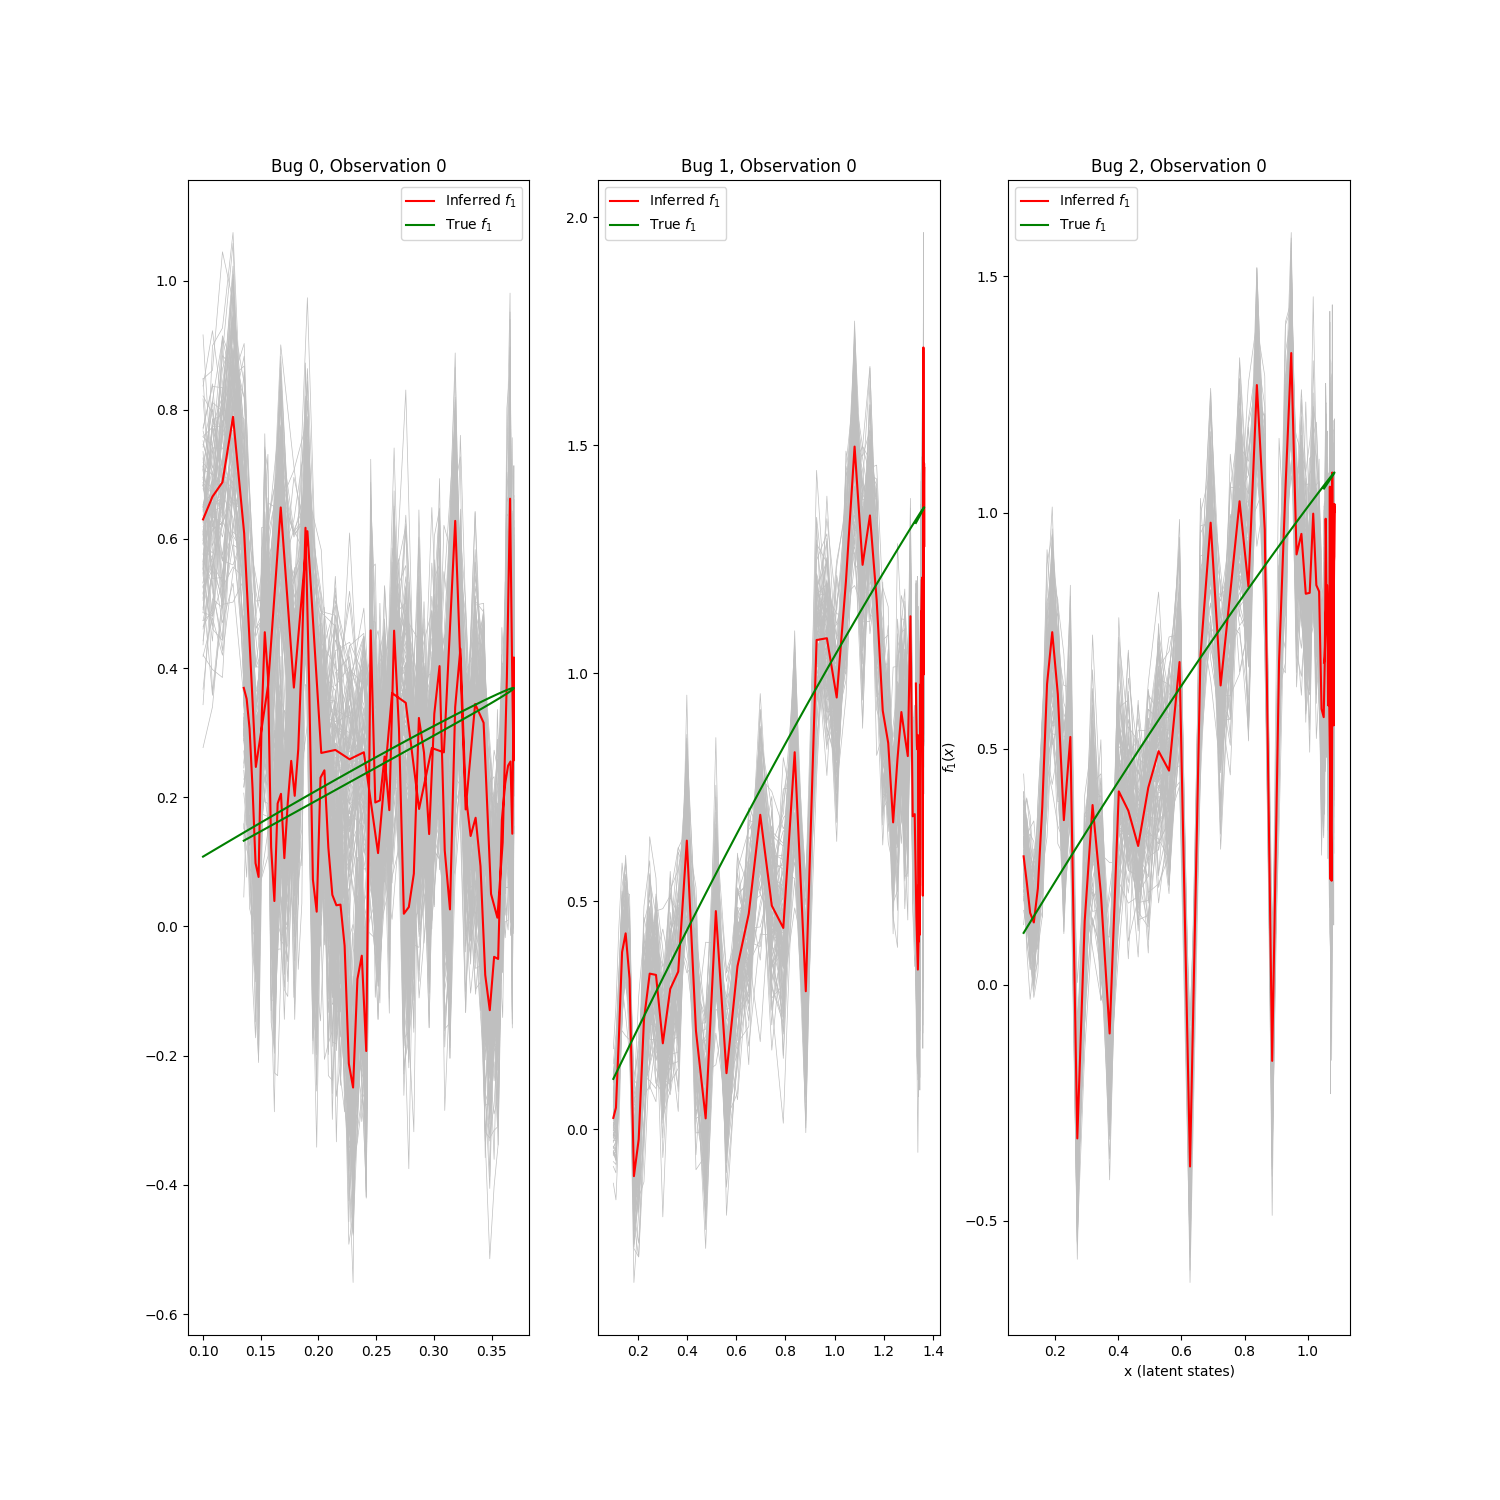 Bug 0, Observation 0
Inferred f₁
True f₁
1.0
0.8
0.6
0.4
0.2
0.0
−0.2
−0.4
−0.6
0.10 0.15 0.20 0.25 0.30 0.35
Bug 1, Observation 0
Inferred f₁
True f₁
2.0
1.5
1.0
0.5
0.0
0.2 0.4 0.6 0.8 1.0 1.2 1.4
Bug 2, Observation 0
Inferred f₁
True f₁
f₁(x)
1.5
1.0
0.5
0.0
−0.5
0.2 0.4 0.6 0.8 1.0
x (latent states)